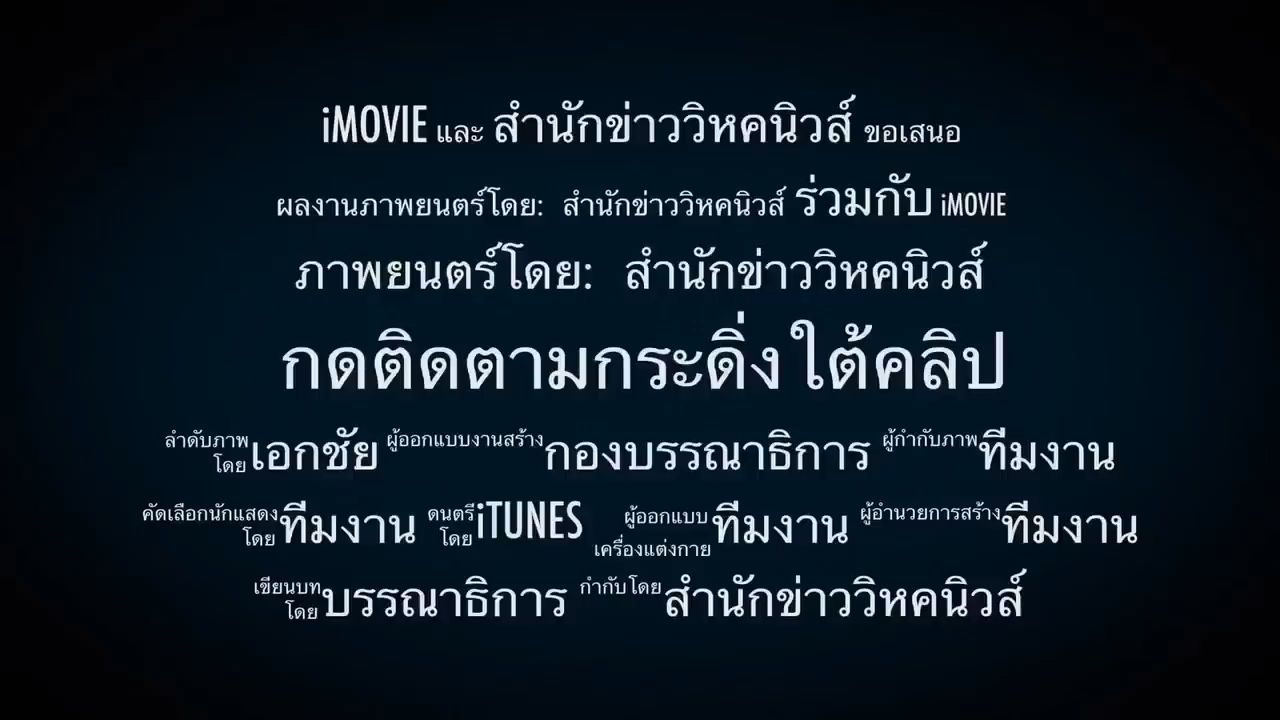 iMOVIE และ สำนักข่าววิหคนิวส์ ขอเสนอ
ผลงานภาพยนตร์โดย: สำนักข่าววิหคนิวส์ ร่วมกับ iMOVIE
ภาพยนตร์โดย: สำนักข่าววิหคนิวส์
กดติดตามกระดิ่ง ใต้คลิป
ลำดับภาพโดย เอกชัย ผู้ออกแบบงานสร้าง กองบรรณาธิการ ผู้กำกับภาพ ทีมงาน
คัดเลือกนักแสดงโดย ทีมงาน ดนตรีโดย iTUNES ผู้ออกแบบเครื่องแต่งกาย ทีมงาน ผู้อำนวยการสร้าง ทีมงาน
เขียนบทโดย บรรณาธิการ กำกับโดย สำนักข่าววิหคนิวส์